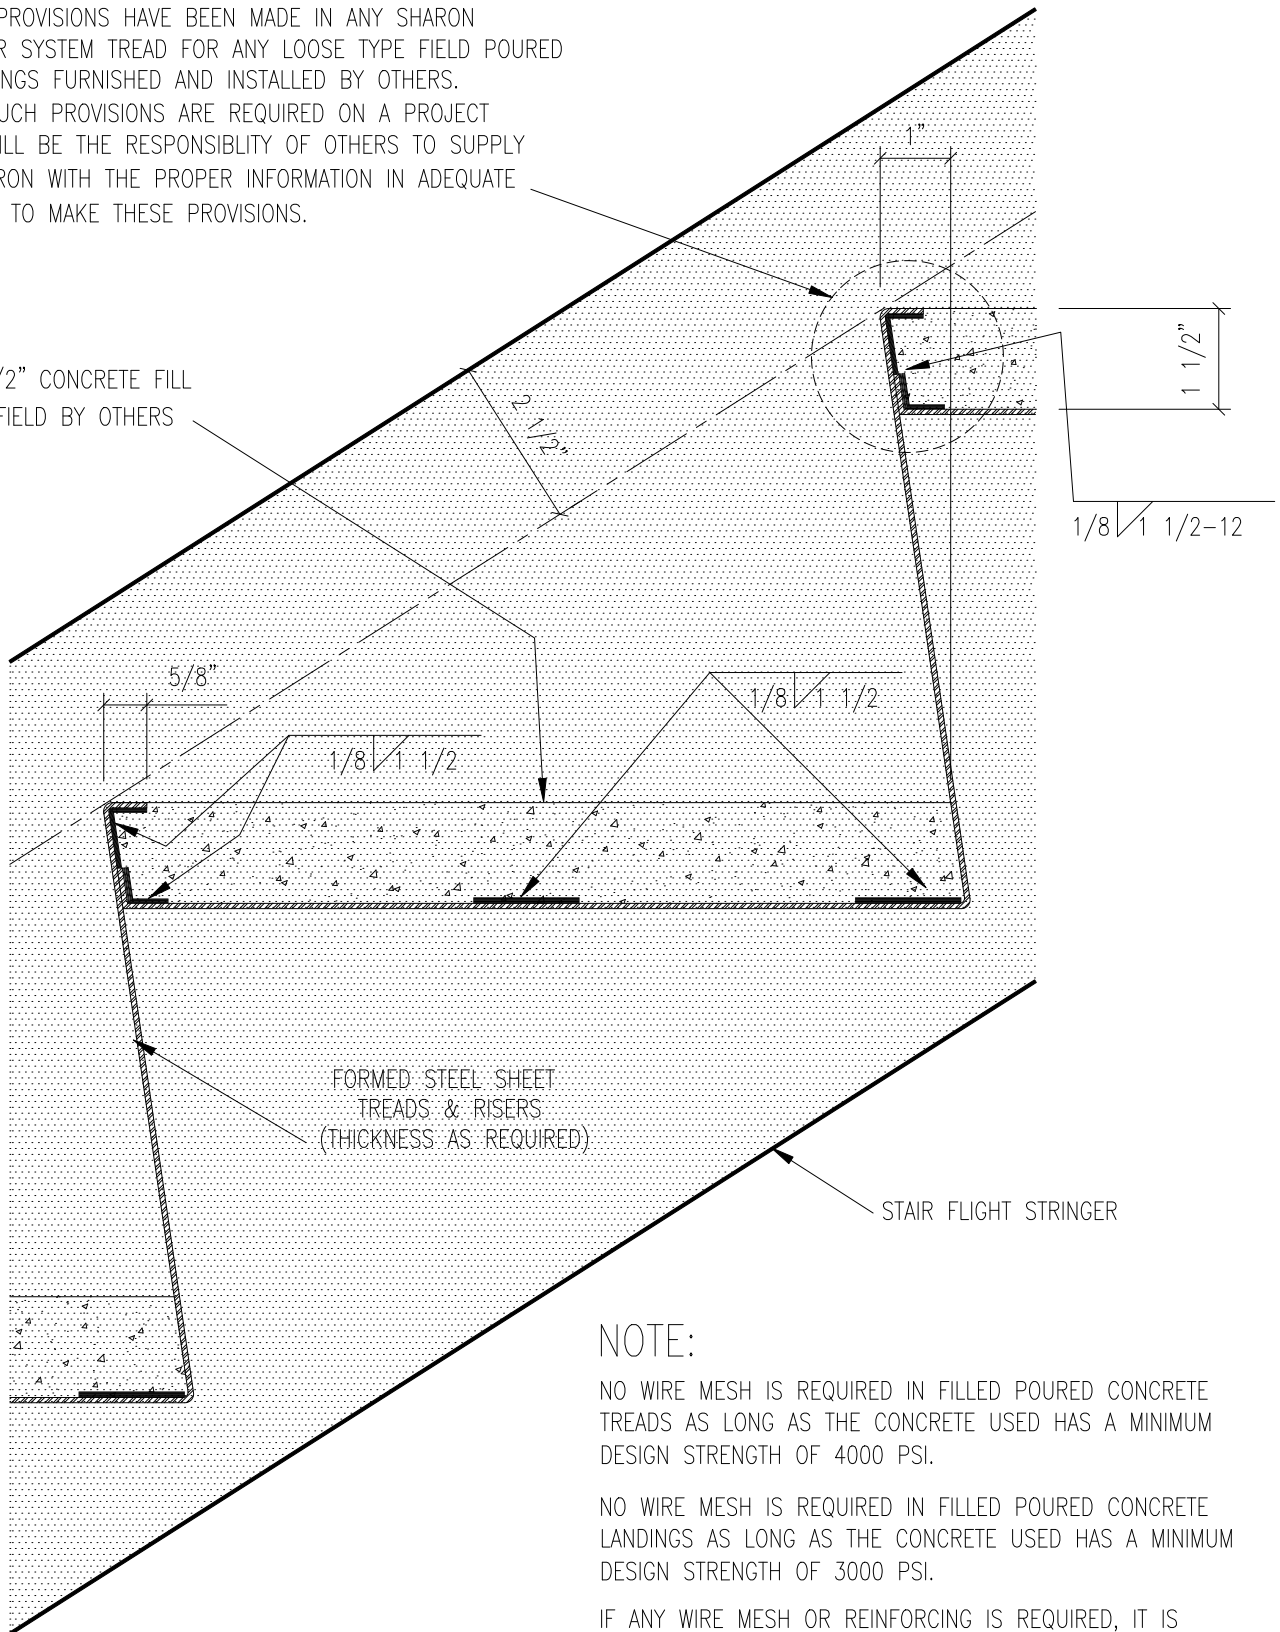 PROVISIONS HAVE BEEN MADE IN ANY SHARON
R SYSTEM TREAD FOR ANY LOOSE TYPE FIELD POURED
NGS FURNISHED AND INSTALLED BY OTHERS.
UCH PROVISIONS ARE REQUIRED ON A PROJECT
ILL BE THE RESPONSIBLITY OF OTHERS TO SUPPLY
RON WITH THE PROPER INFORMATION IN ADEQUATE
TO MAKE THESE PROVISIONS.
1"
1 1/2"
/2" CONCRETE FILL
FIELD BY OTHERS
2 1/2"
1/8 1 1/2-12
5/8"
1/8 1 1/2
1/8 1 1/2
FORMED STEEL SHEET
TREADS & RISERS
(THICKNESS AS REQUIRED)
STAIR FLIGHT STRINGER
NOTE:
NO WIRE MESH IS REQUIRED IN FILLED POURED CONCRETE
TREADS AS LONG AS THE CONCRETE USED HAS A MINIMUM
DESIGN STRENGTH OF 4000 PSI.
NO WIRE MESH IS REQUIRED IN FILLED POURED CONCRETE
LANDINGS AS LONG AS THE CONCRETE USED HAS A MINIMUM
DESIGN STRENGTH OF 3000 PSI.
IF ANY WIRE MESH OR REINFORCING IS REQUIRED, IT IS